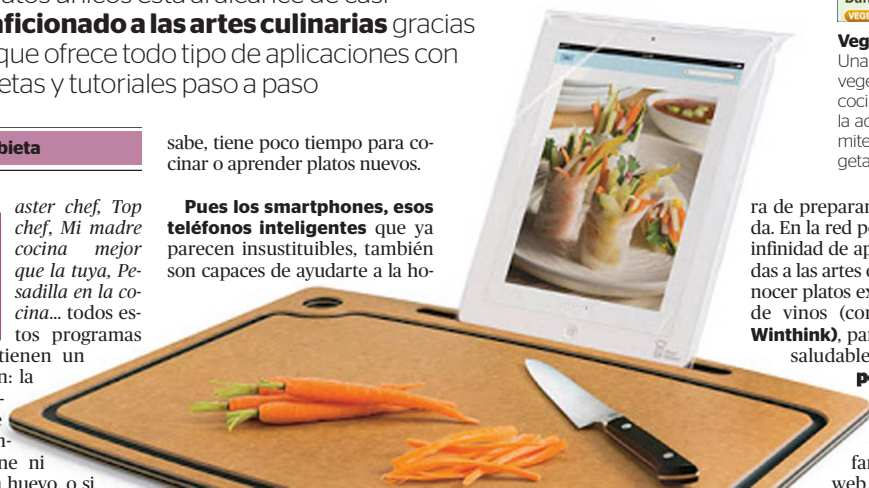 aficionado a las artes culinarias gracias
que ofrece todo tipo de aplicaciones con
etas y tutoriales paso a paso
bieta
aster chef, Top
chef, Mi madre
cocina mejor
que la tuya, Pe-
sadilla en la co-
cina... todos es-
tos programas
tienen un
n: la
ne ni
huevo, o si
sabe, tiene poco tiempo para co-
cinar o aprender platos nuevos.
Pues los smartphones, esos
teléfonos inteligentes que ya
parecen insustituibles, también
son capaces de ayudarte a la ho-
VEGE
Veg
Una
vege
coci
la ac
mite
geta
ra de preparar
da. En la red po
infinidad de ap
das a las artes c
nocer platos ex
de vinos (con
Winthink), par
saludable
p
far
web